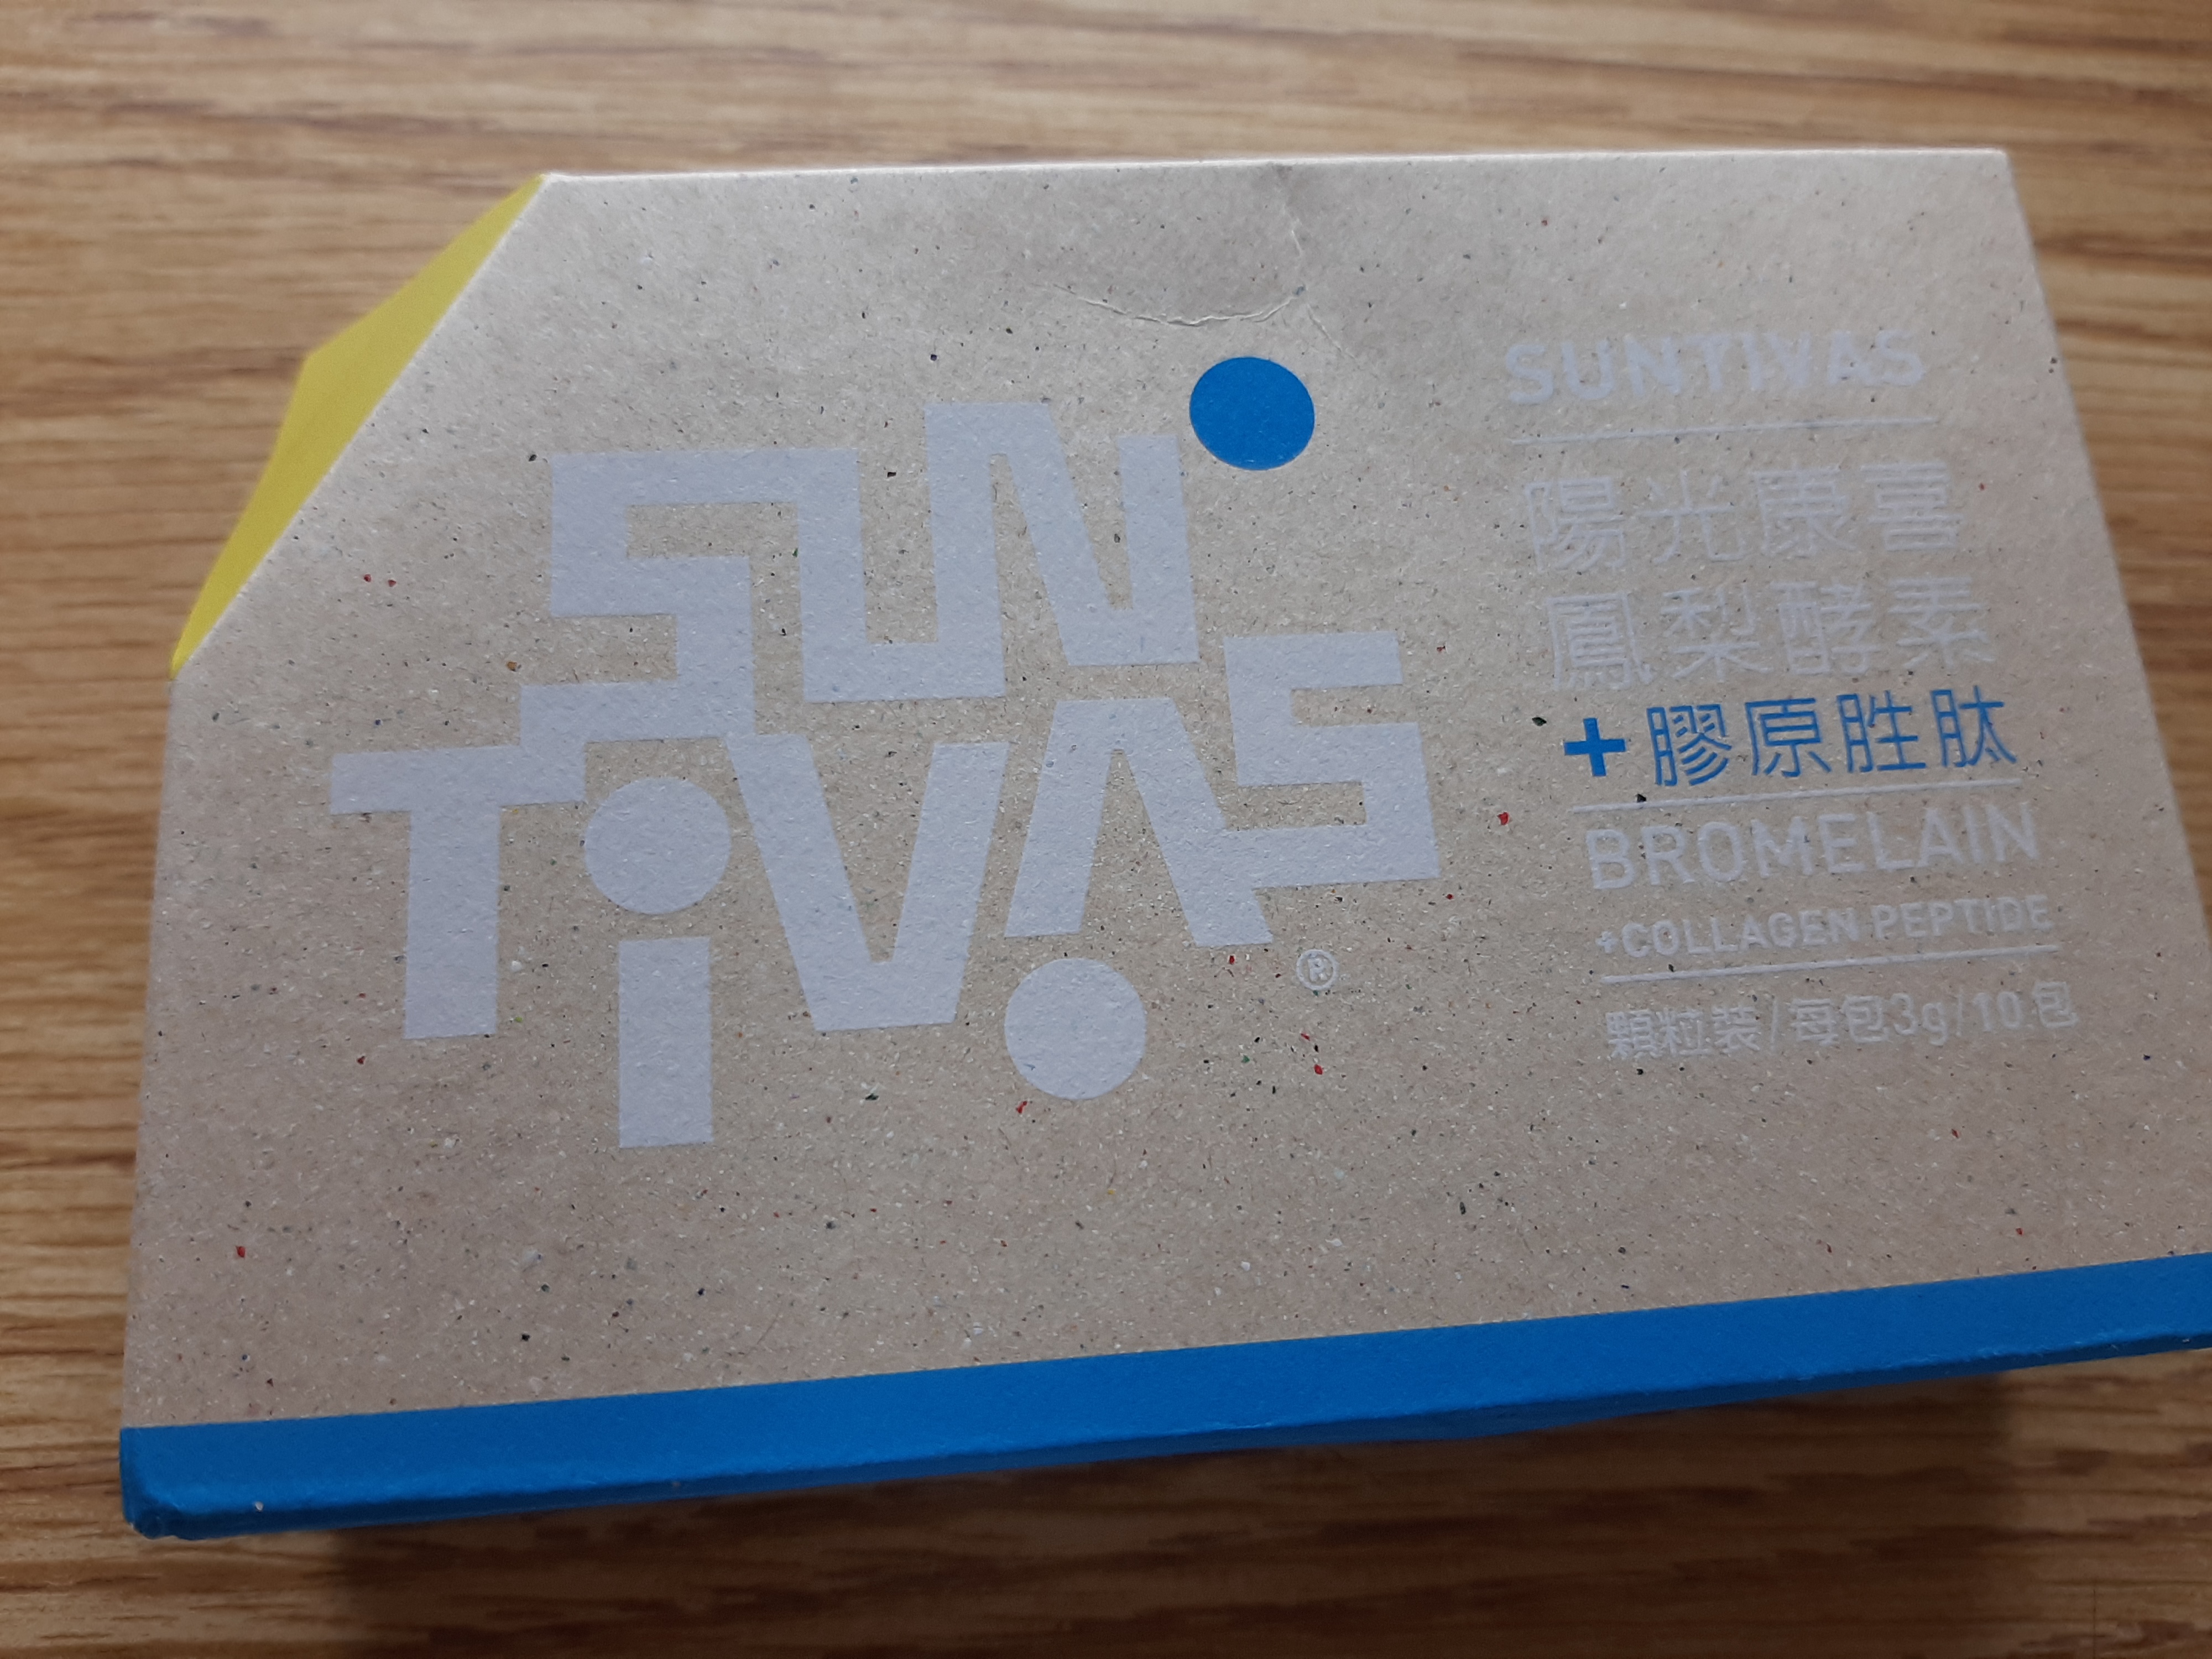 SUN
TiVAS
®
SUNTIVAS
陽光康喜
鳳梨酵素
+膠原胜肽
BROMELAIN
+COLLAGEN PEPTIDE
顆粒裝/每包3g/10包